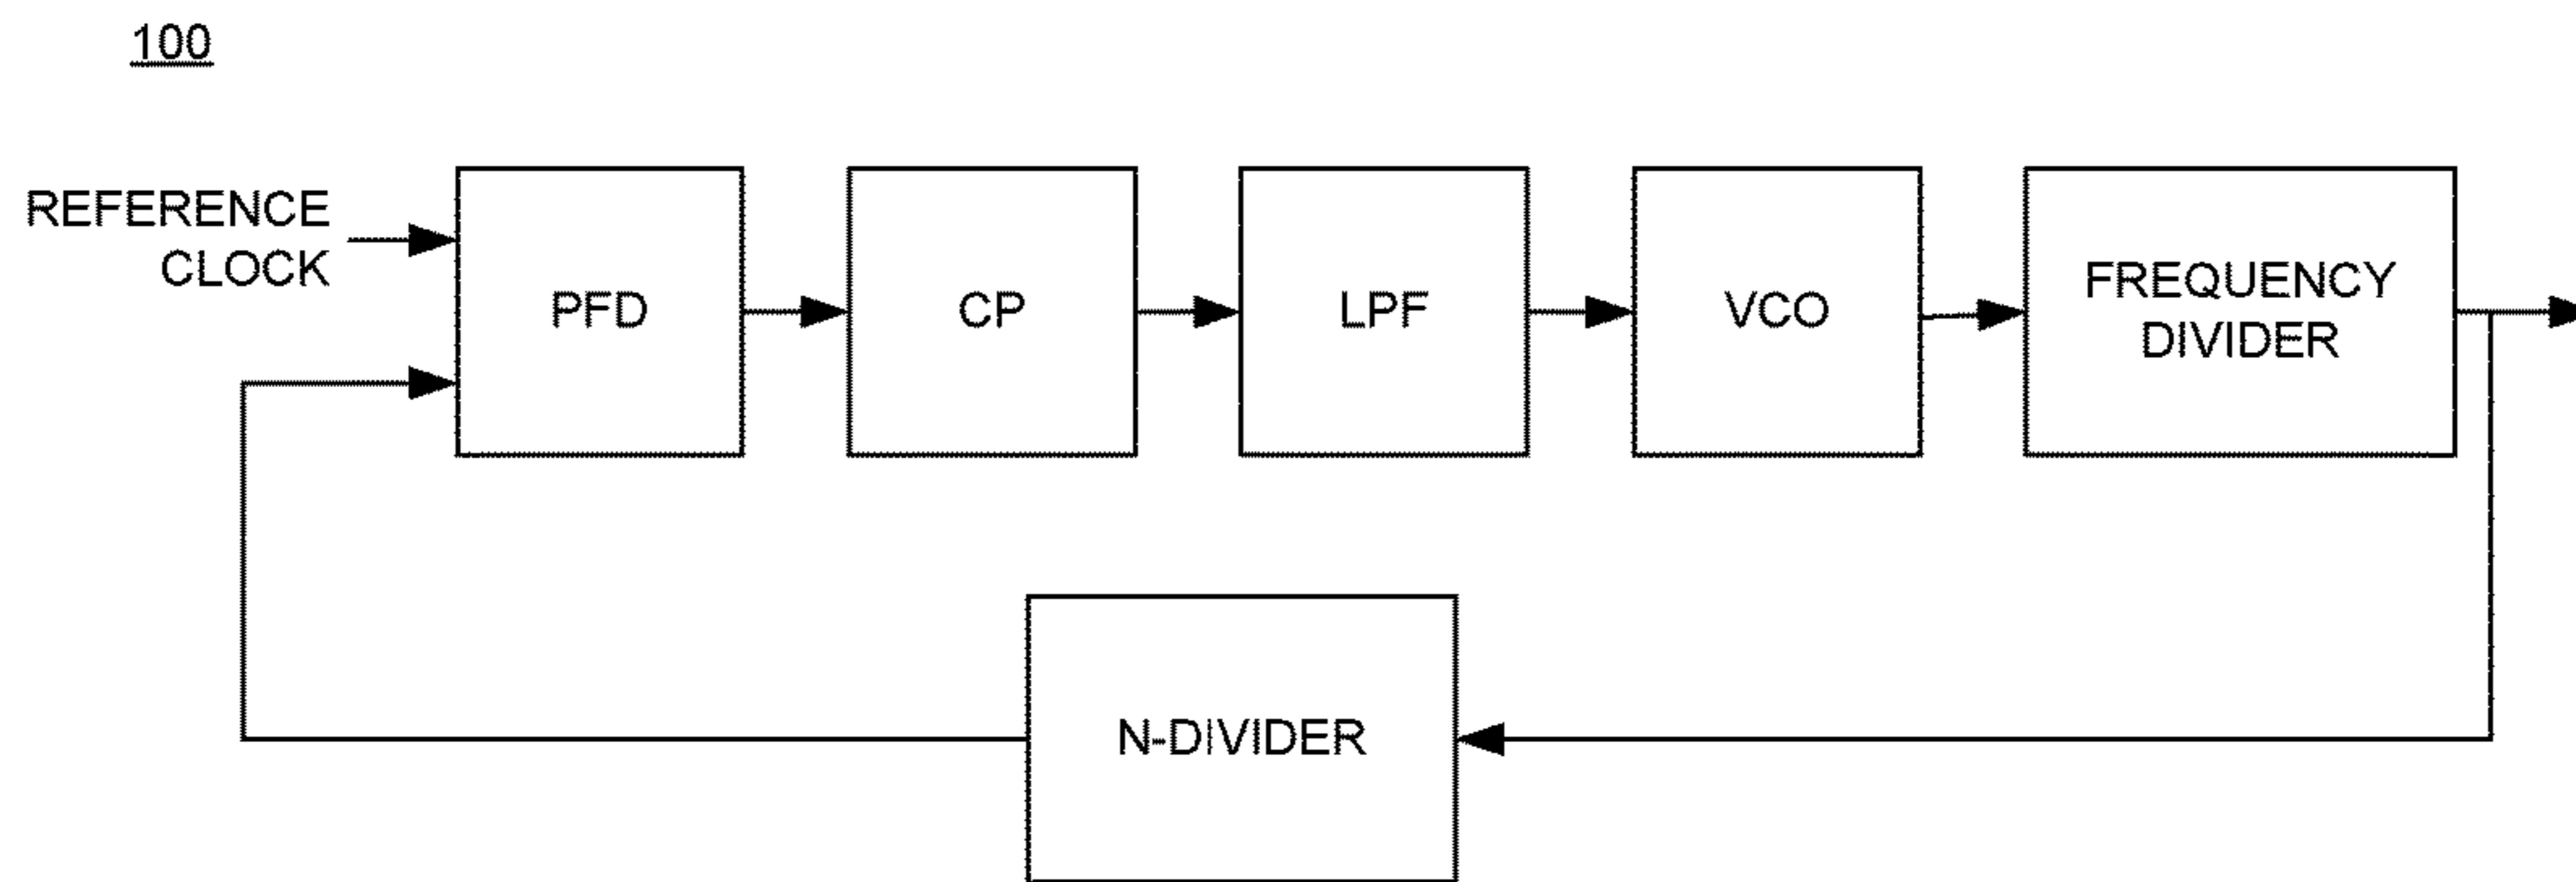 100
REFERENCE
CLOCK
PFD
CP
LPF
VCO
FREQUENCY
DIVIDER
N-DIVIDER